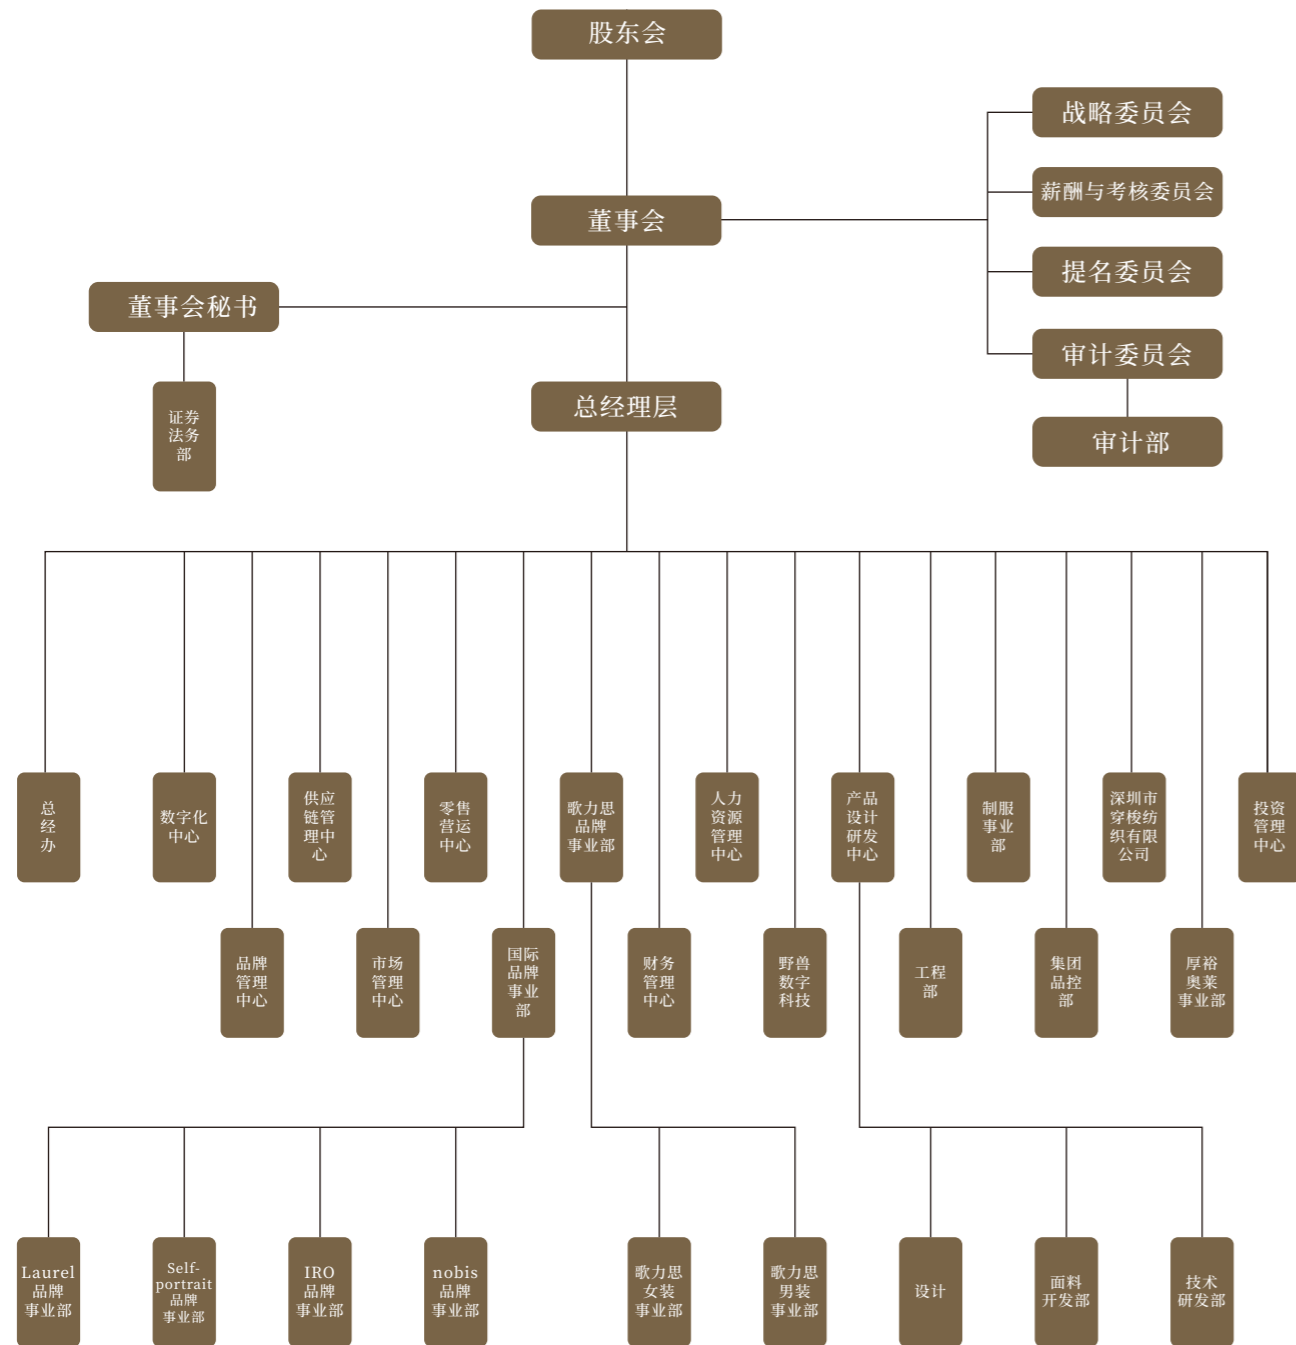 股东会
战略委员会
薪酬与考核委员会
董事会
提名委员会
董事会秘书
审计委员会
总经理层
证券
法务
部
审计部
总
经
办
数字化
中心
供应
链管
理中
心
零售
营运
中心
歌力思
品牌
事业部
人力
资源
管理
中心
产品
设计
研发
中心
制服
事业
部
深圳市
穿梭纺
织有限
公司
投资
管理
中心
品牌
管理
中心
市场
管理
中心
国际
品牌
事业
部
财务
管理
中心
野兽
数字
科技
工程
部
集团
品控
部
厚裕
奥莱
事业部
Laurel
品牌
事业部
Self-
portrait
品牌
事业部
IRO
品牌
事业部
nobis
品牌
事业部
歌力思
女装
事业部
歌力思
男装
事业部
设计
面料
开发部
技术
研发部